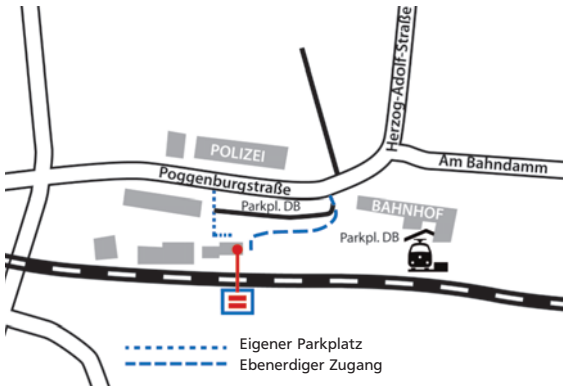 Herzog-Adolf-Straße
POLIZEI
Am Bahndamm
Poggenburgstraße
Parkpl. DB
BAHNHOF
Parkpl. DB
Eigener Parkplatz
Ebenerdiger Zugang